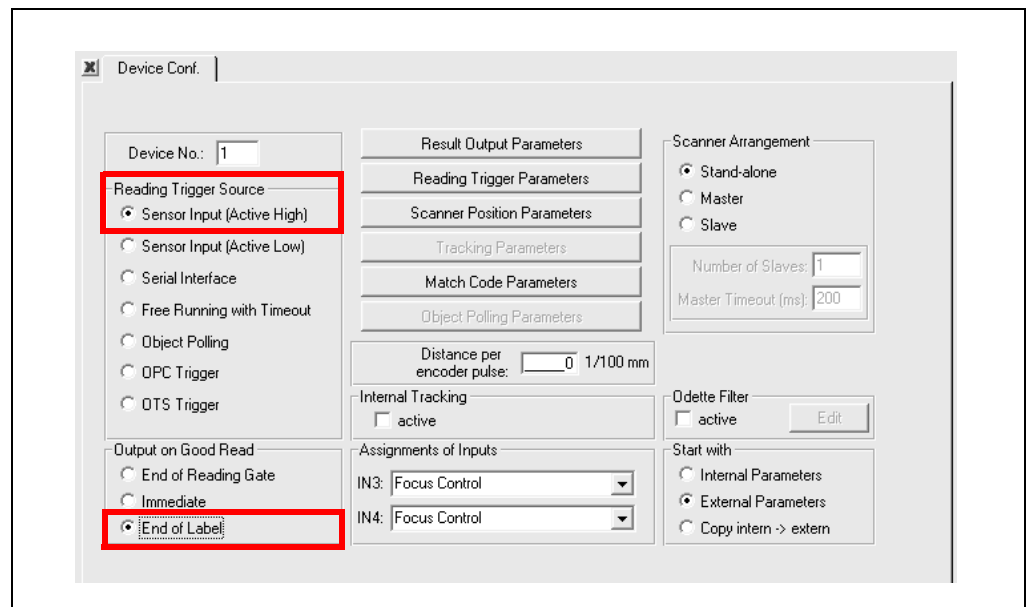 Device Conf.
Device No.: 1
Reading Trigger Source
Sensor Input (Active High)
Sensor Input (Active Low)
Serial Interface
Free Running with Timeout
Object Polling
OPC Trigger
OTS Trigger
Output on Good Read
End of Reading Gate
Immediate
End of Label
Result Output Parameters
Reading Trigger Parameters
Scanner Position Parameters
Tracking Parameters
Match Code Parameters
Object Polling Parameters
Distance per
encoder pulse: 0 1/100 mm
Internal Tracking
active
Assignments of Inputs
IN3: Focus Control
IN4: Focus Control
Scanner Arrangement
Stand-alone
Master
Slave
Number of Slaves: 1
Master Timeout (ms): 200
Odette Filter
active Edit
Start with
Internal Parameters
External Parameters
Copy intern -> extern